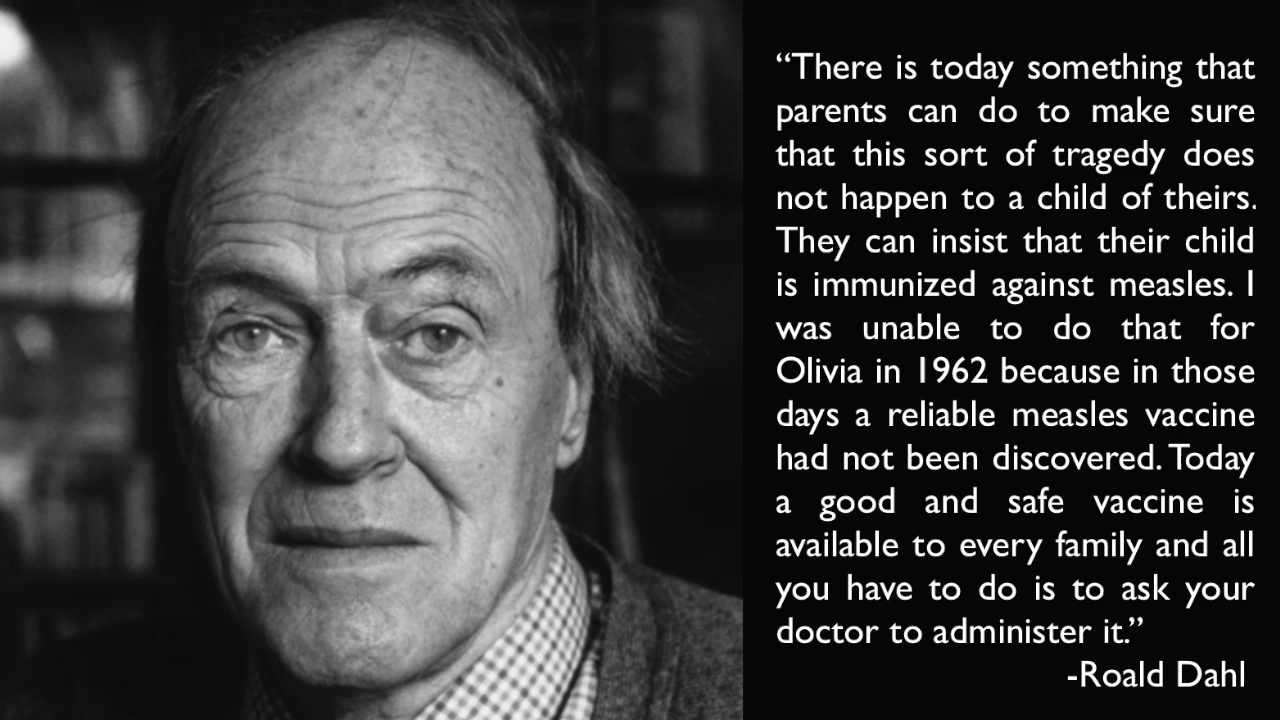 “There is today something that
parents can do to make sure
that this sort of tragedy does
not happen to a child of theirs.
They can insist that their child
is immunized against measles. I
was unable to do that for
Olivia in 1962 because in those
days a reliable measles vaccine
had not been discovered. Today
a good and safe vaccine is
available to every family and all
you have to do is to ask your
doctor to administer it.”
-Roald Dahl